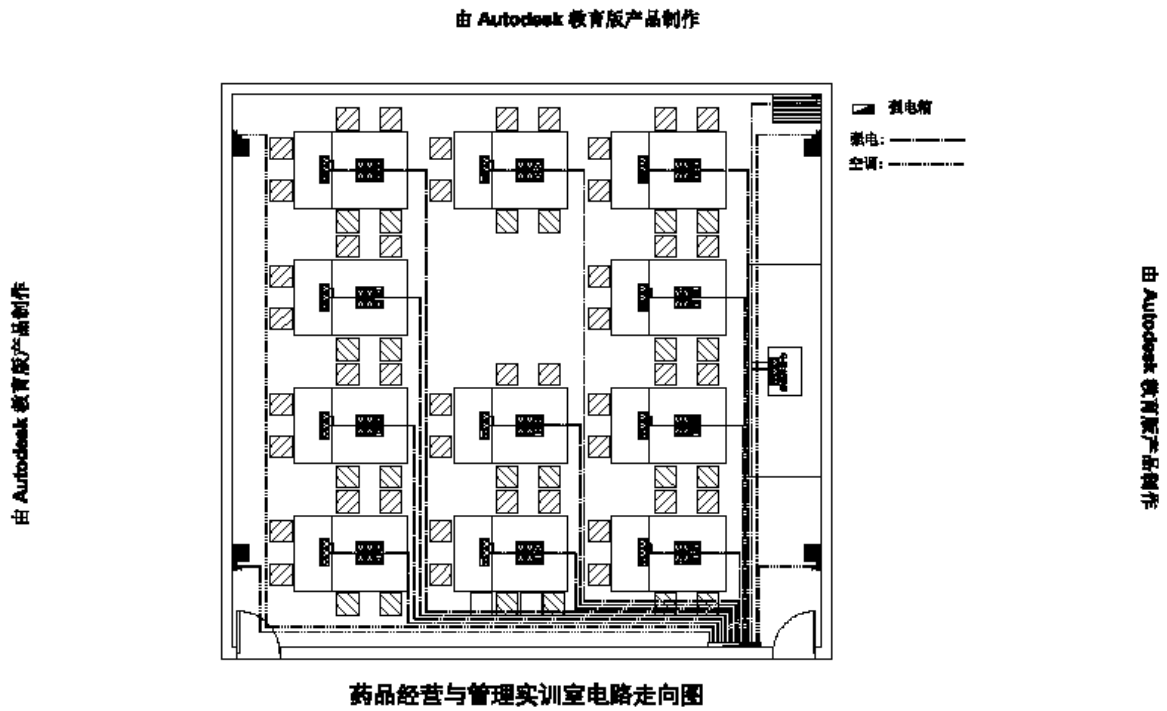 由 Autodesk 教育版产品制作
强电箱
强电:
空调:
由 Autodesk 教育版产品制作
由 Autodesk 教育版产品制作
药品经营与管理实训室电路走向图